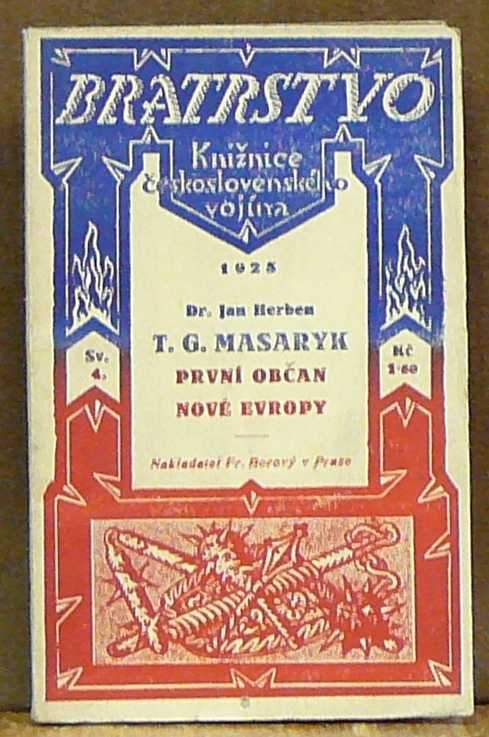 BRATRSTVO
Knižnice
československého
vojína
1925
Dr. Jan Herben
T. G. MASARYK
PRVNÍ OBČAN
NOVÉ EVROPY
Sv.
4.
Kč
1·60
Nakladatel Fr. Borový v Praze